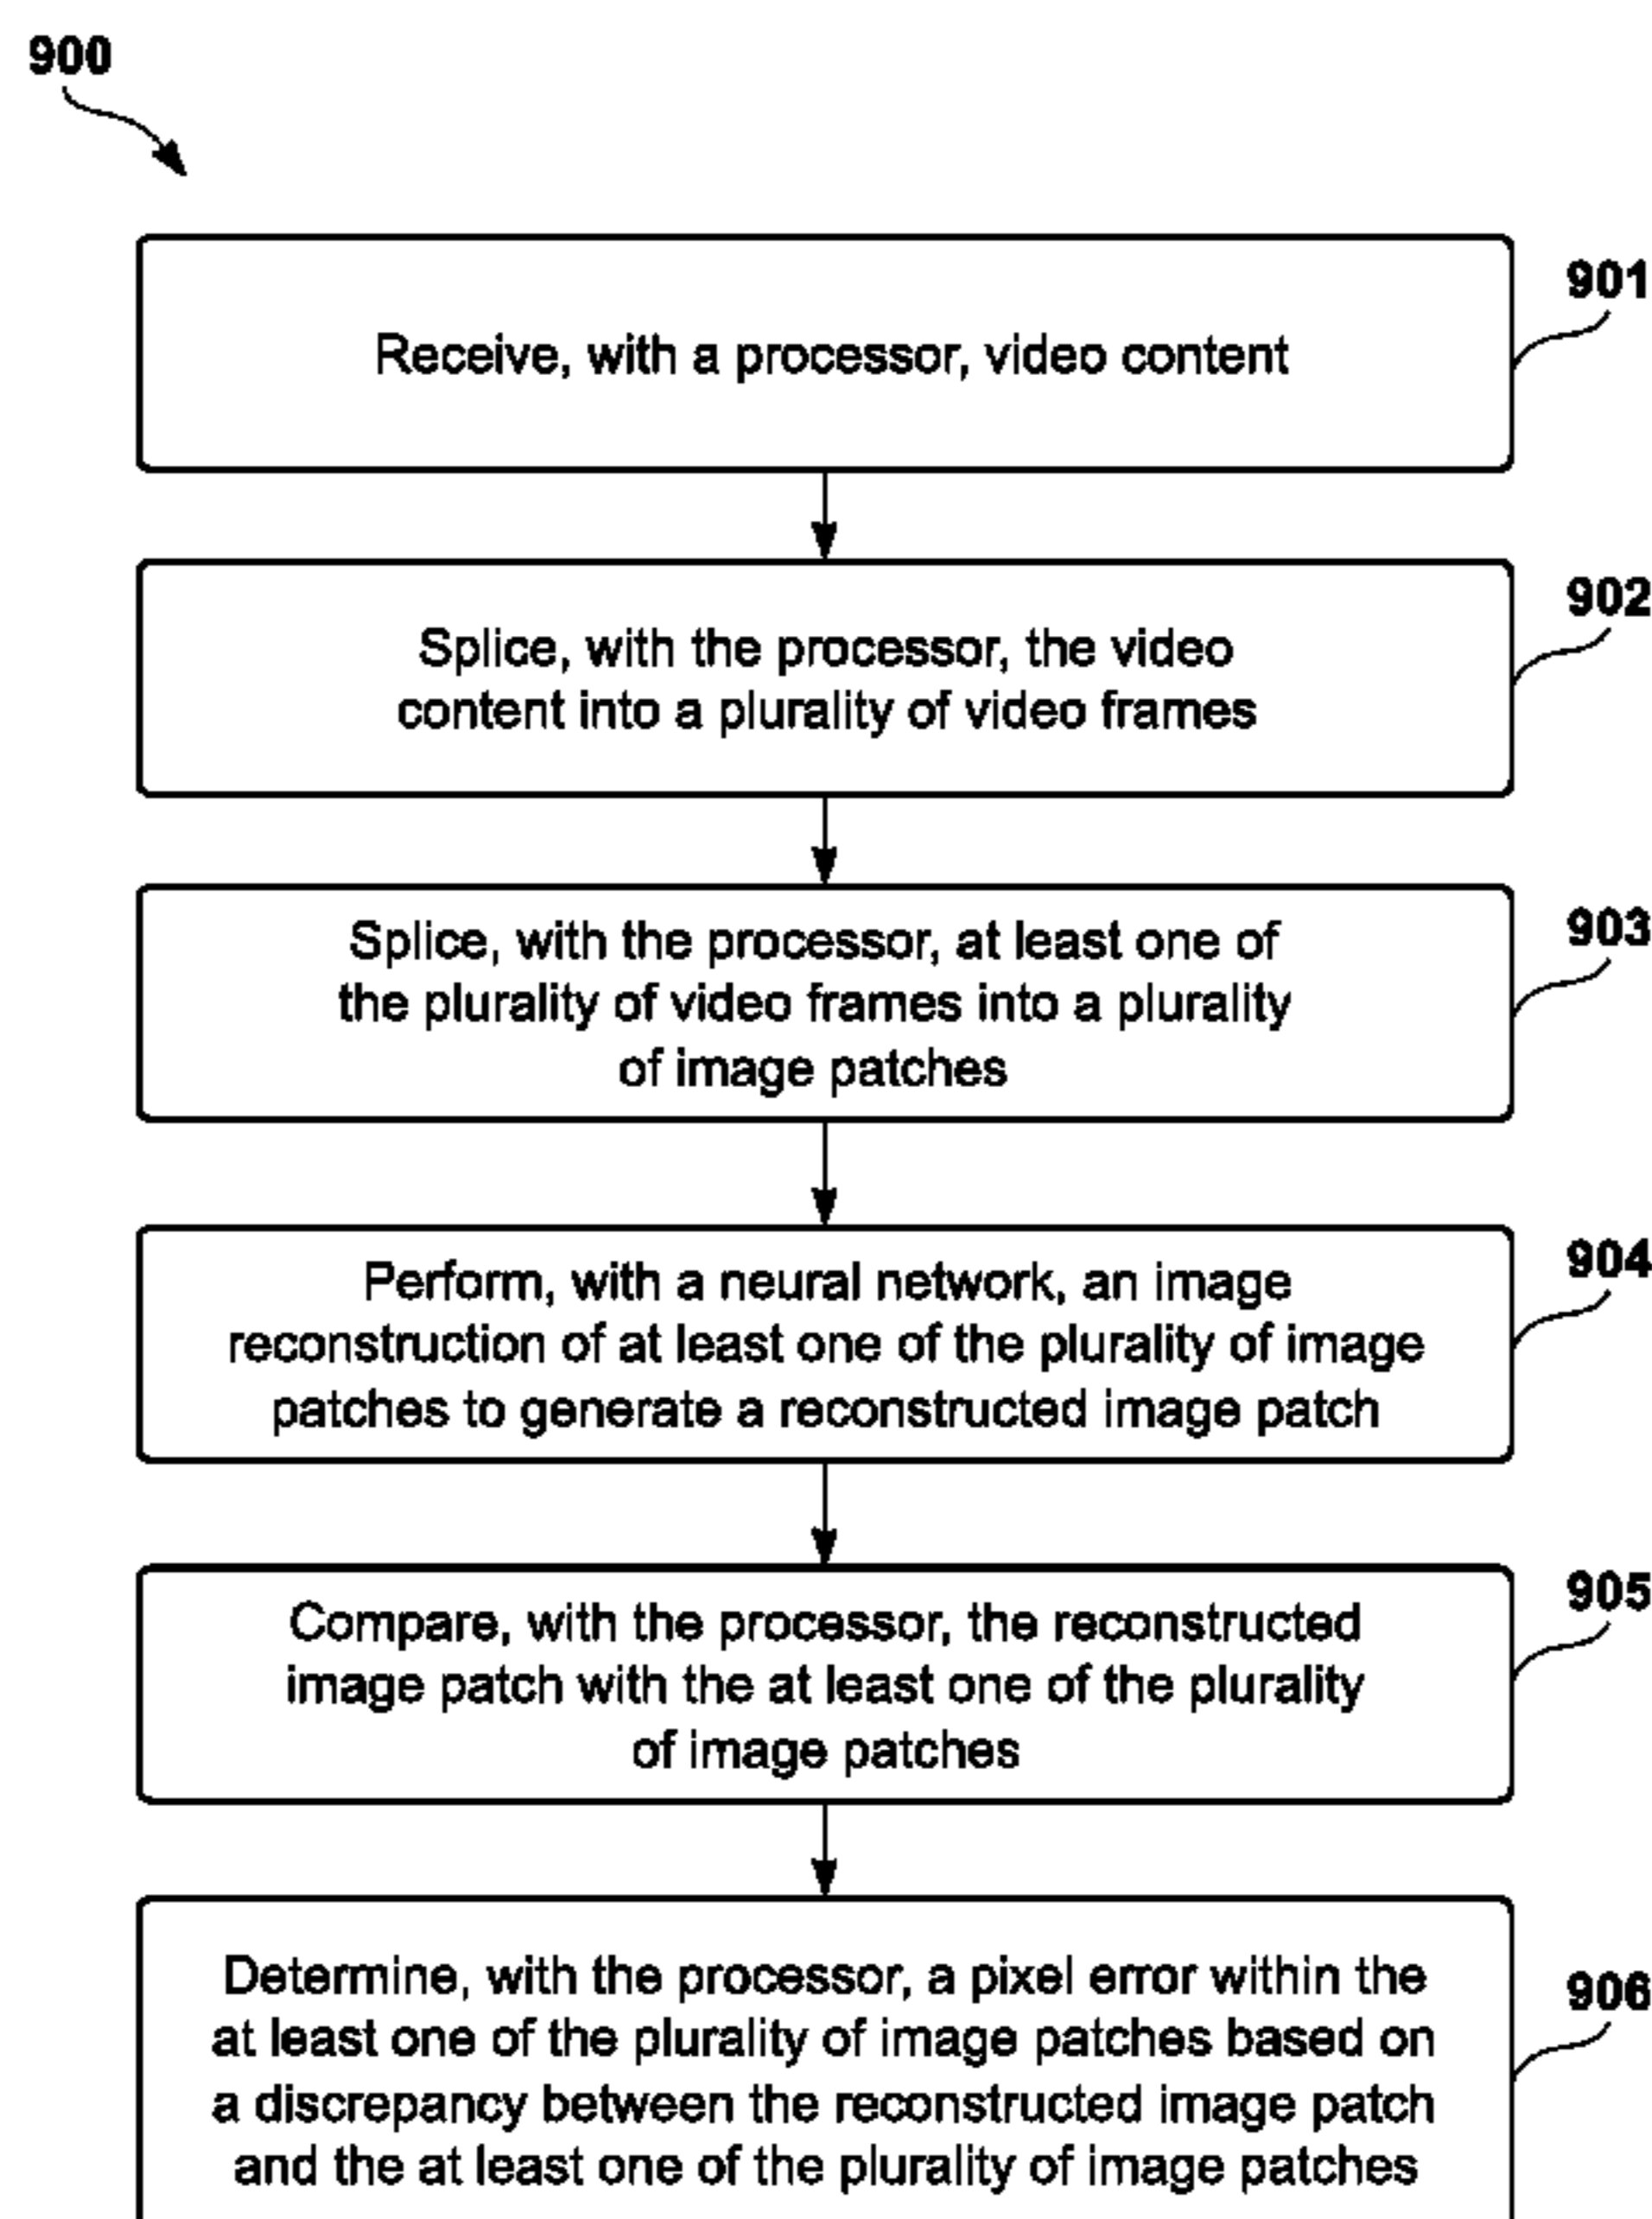 900
901
Receive, with a processor, video content
902
Splice, with the processor, the video
content into a plurality of video frames
903
Splice, with the processor, at least one of
the plurality of video frames into a plurality
of image patches
904
Perform, with a neural network, an image
reconstruction of at least one of the plurality of image
patches to generate a reconstructed image patch
905
Compare, with the processor, the reconstructed
image patch with the at least one of the plurality
of image patches
906
Determine, with the processor, a pixel error within the
at least one of the plurality of image patches based on
a discrepancy between the reconstructed image patch
and the at least one of the plurality of image patches